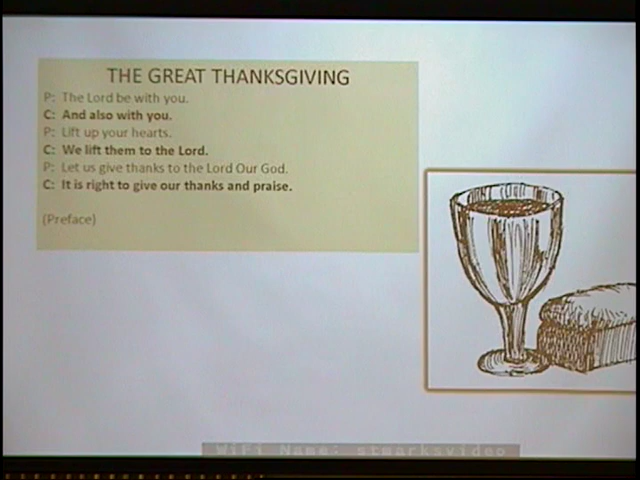 THE GREAT THANKSGIVING
P: The Lord be with you.
C: And also with you.
P: Lift up your hearts.
C: We lift them to the Lord.
P: Let us give thanks to the Lord Our God.
C: It is right to give our thanks and praise.
(Preface)
WiFi Name: stmarksvideo